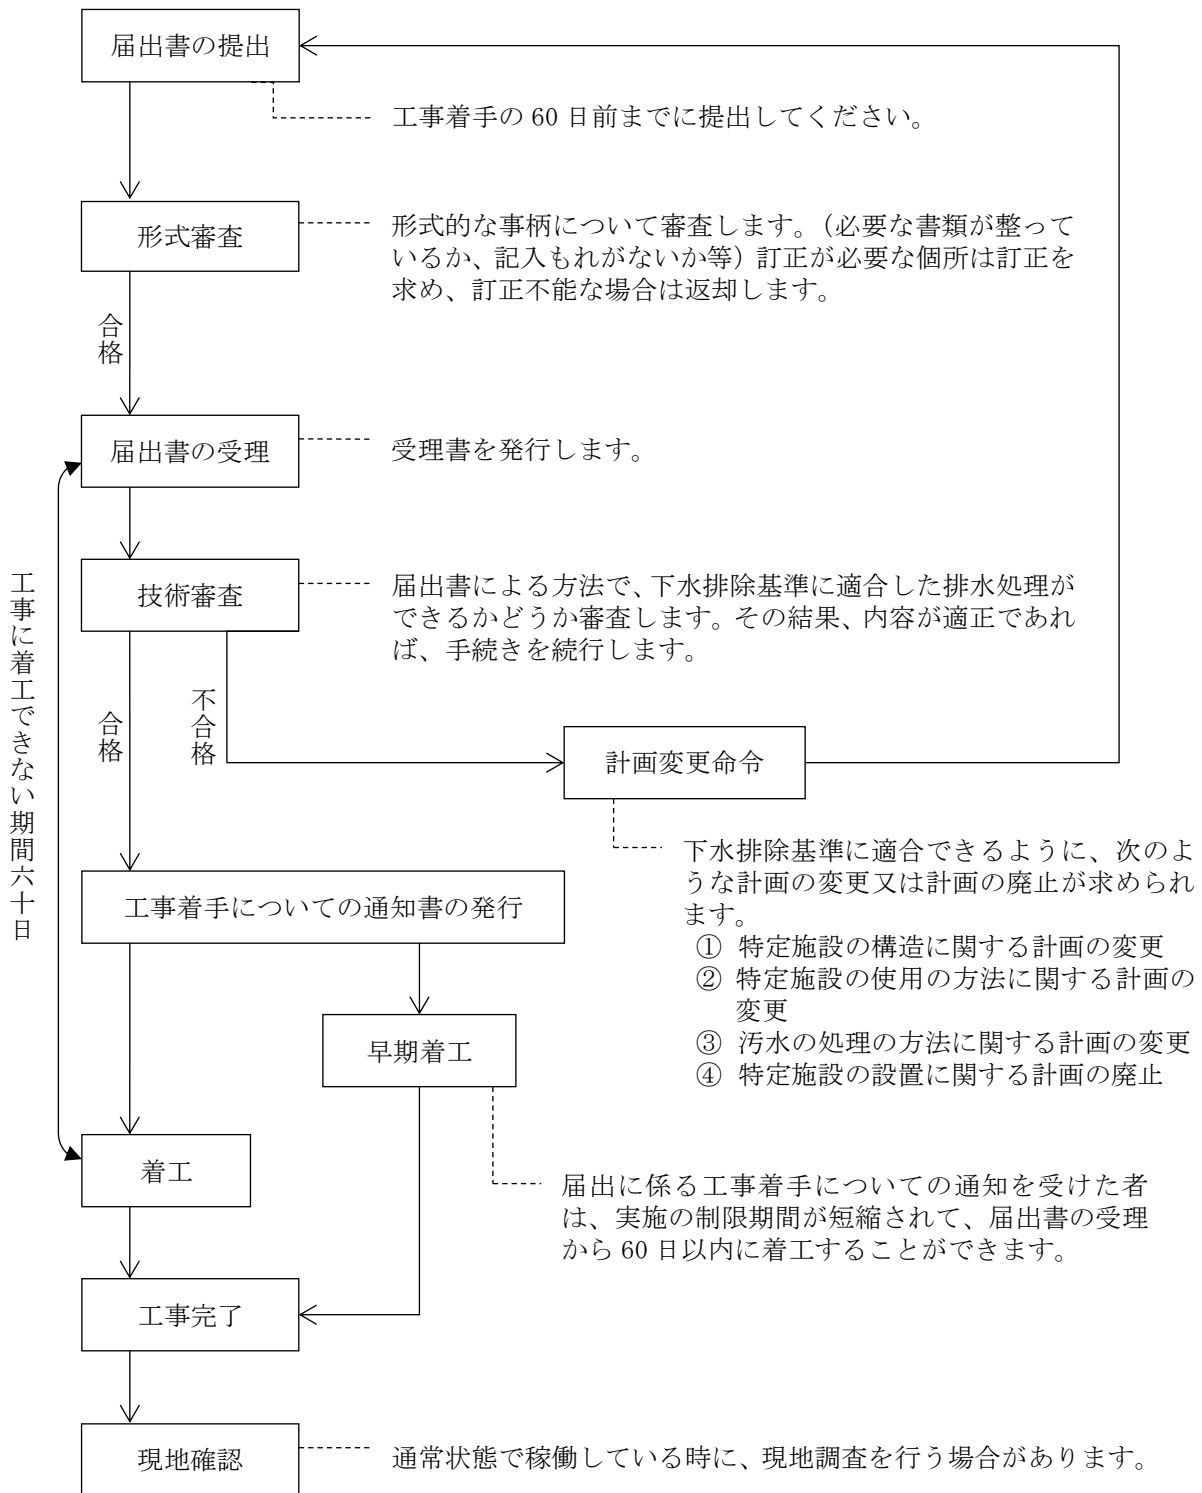 届出書の提出
工事着手の 60 日前までに提出してください。
形式審査
形式的な事柄について審査します。（必要な書類が整って
いるか、記入もれがないか等）訂正が必要な個所は訂正を
求め、訂正不能な場合は返却します。
合格
届出書の受理
受理書を発行します。
工事に着工できない期間六十日
技術審査
届出書による方法で、下水排除基準に適合した排水処理が
できるかどうか審査します。その結果、内容が適正であれ
ば、手続きを続行します。
合格
不合格
計画変更命令
下水排除基準に適合できるように、次のよ
うな計画の変更又は計画の廃止が求められ
ます。
① 特定施設の構造に関する計画の変更
② 特定施設の使用の方法に関する計画の
変更
③ 汚水の処理の方法に関する計画の変更
④ 特定施設の設置に関する計画の廃止
工事着手についての通知書の発行
早期着工
着工
届出に係る工事着手についての通知を受けた者
は、実施の制限期間が短縮されて、届出書の受理
から 60 日以内に着工することができます。
工事完了
現地確認
通常状態で稼働している時に、現地調査を行う場合があります。